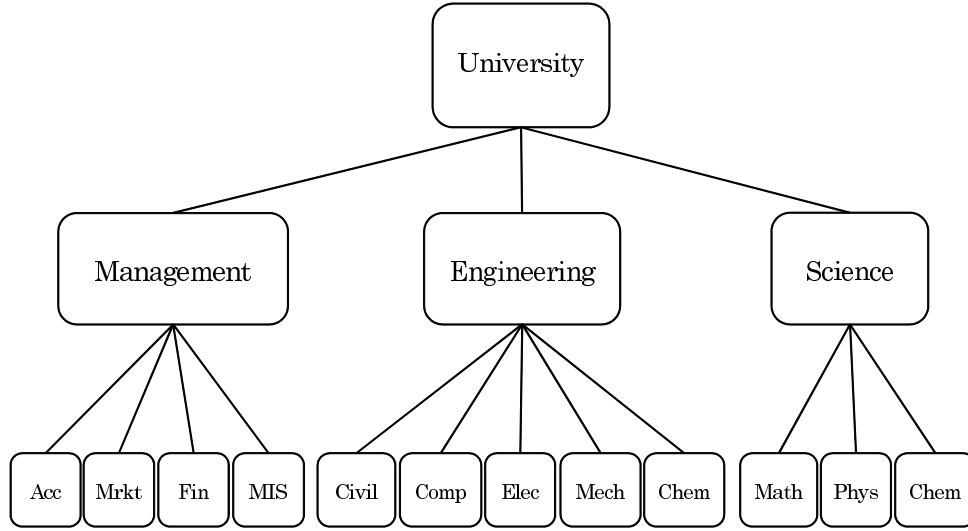 University
Management Engineering Science
Acc Mrkt Fin MIS Civil Comp Elec Mech Chem Math Phys Chem